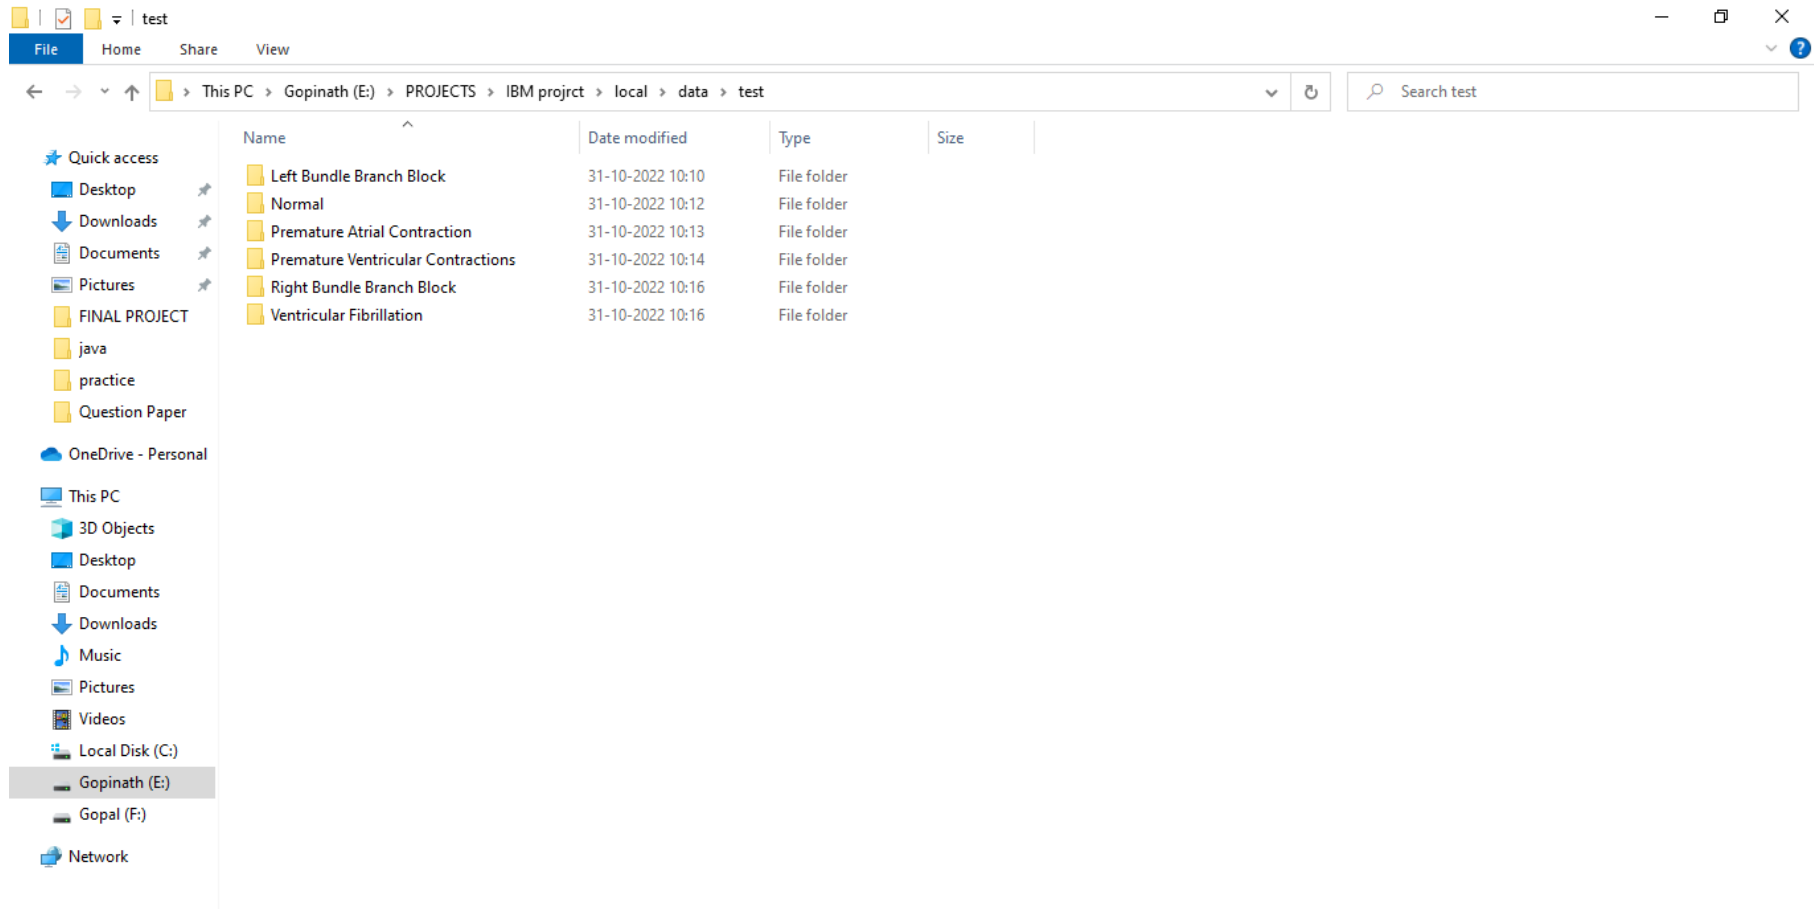 test
File Home Share View
This PC > Gopinath (E:) > PROJECTS > IBM projrct > local > data > test
Search test
Quick access
Desktop
Downloads
Documents
Pictures
FINAL PROJECT
java
practice
Question Paper
OneDrive - Personal
This PC
3D Objects
Desktop
Documents
Downloads
Music
Pictures
Videos
Local Disk (C:)
Gopinath (E:)
Gopal (F:)
Network
Name Date modified Type Size
Left Bundle Branch Block 31-10-2022 10:10 File folder
Normal 31-10-2022 10:12 File folder
Premature Atrial Contraction 31-10-2022 10:13 File folder
Premature Ventricular Contractions 31-10-2022 10:14 File folder
Right Bundle Branch Block 31-10-2022 10:16 File folder
Ventricular Fibrillation 31-10-2022 10:16 File folder